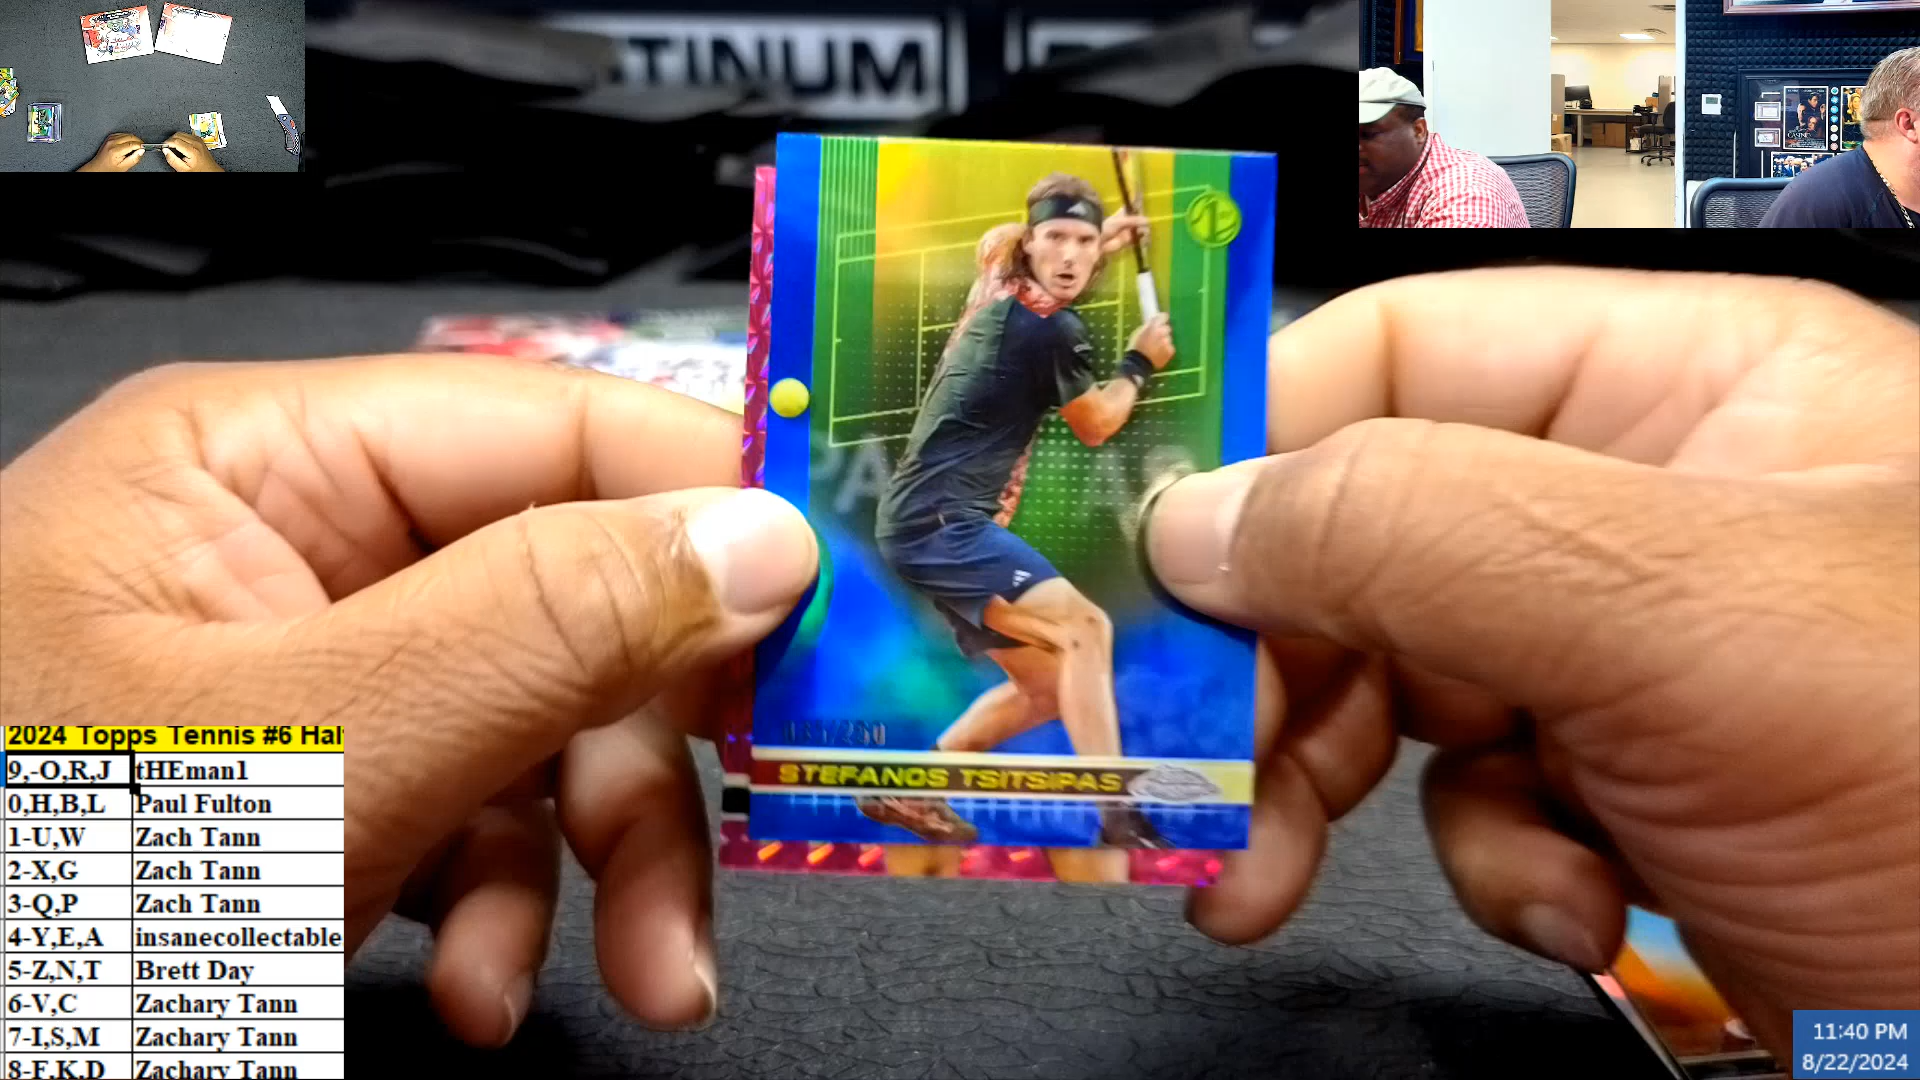 TINUM
1
STEFANOS TSITSIPAS
2024 Topps Tennis #6 Hal
9,-O,R,J tHEman1
0,H,B,L Paul Fulton
1-U,W Zach Tann
2-X,G Zach Tann
3-Q,P Zach Tann
4-Y,E,A insanecollectable
5-Z,N,T Brett Day
6-V,C Zachary Tann
7-I,S,M Zachary Tann
8-F,K,D Zachary Tann
11:40 PM
8/22/2024